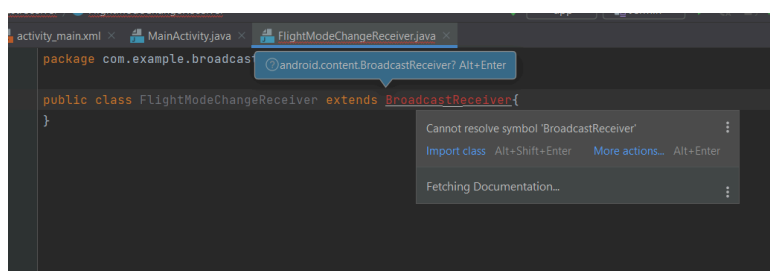 activity_main.xml MainActivity.java FlightModeChangeReceiver.java
package com.example.broadcast
android.content.BroadcastReceiver? Alt+Enter
public class FlightModeChangeReceiver extends BroadcastReceiver{
}
Cannot resolve symbol 'BroadcastReceiver'
Import class Alt+Shift+Enter More actions... Alt+Enter
Fetching Documentation...